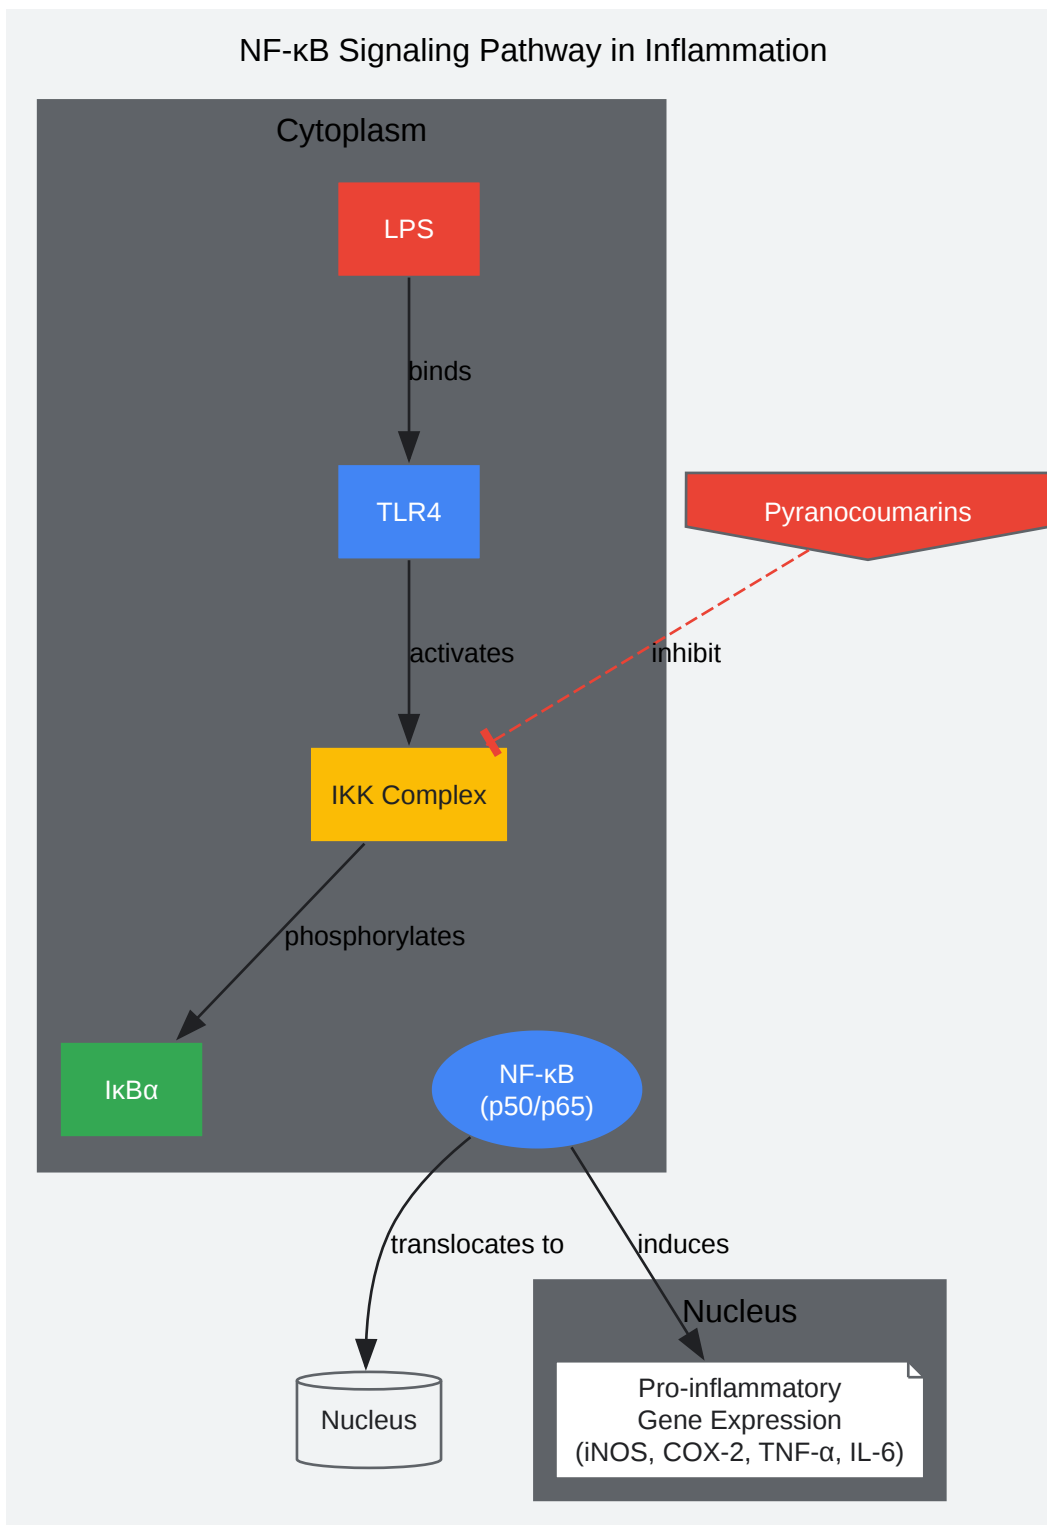 NF-κB Signaling Pathway in Inflammation
Cytoplasm
LPS
binds
TLR4
Pyranocoumarins
activates
inhibit
IKK Complex
phosphorylates
IκBα
NF-κB
(p50/p65)
translocates to
induces
Nucleus
Pro-inflammatory
Gene Expression
(iNOS, COX-2, TNF-α, IL-6)
Nucleus